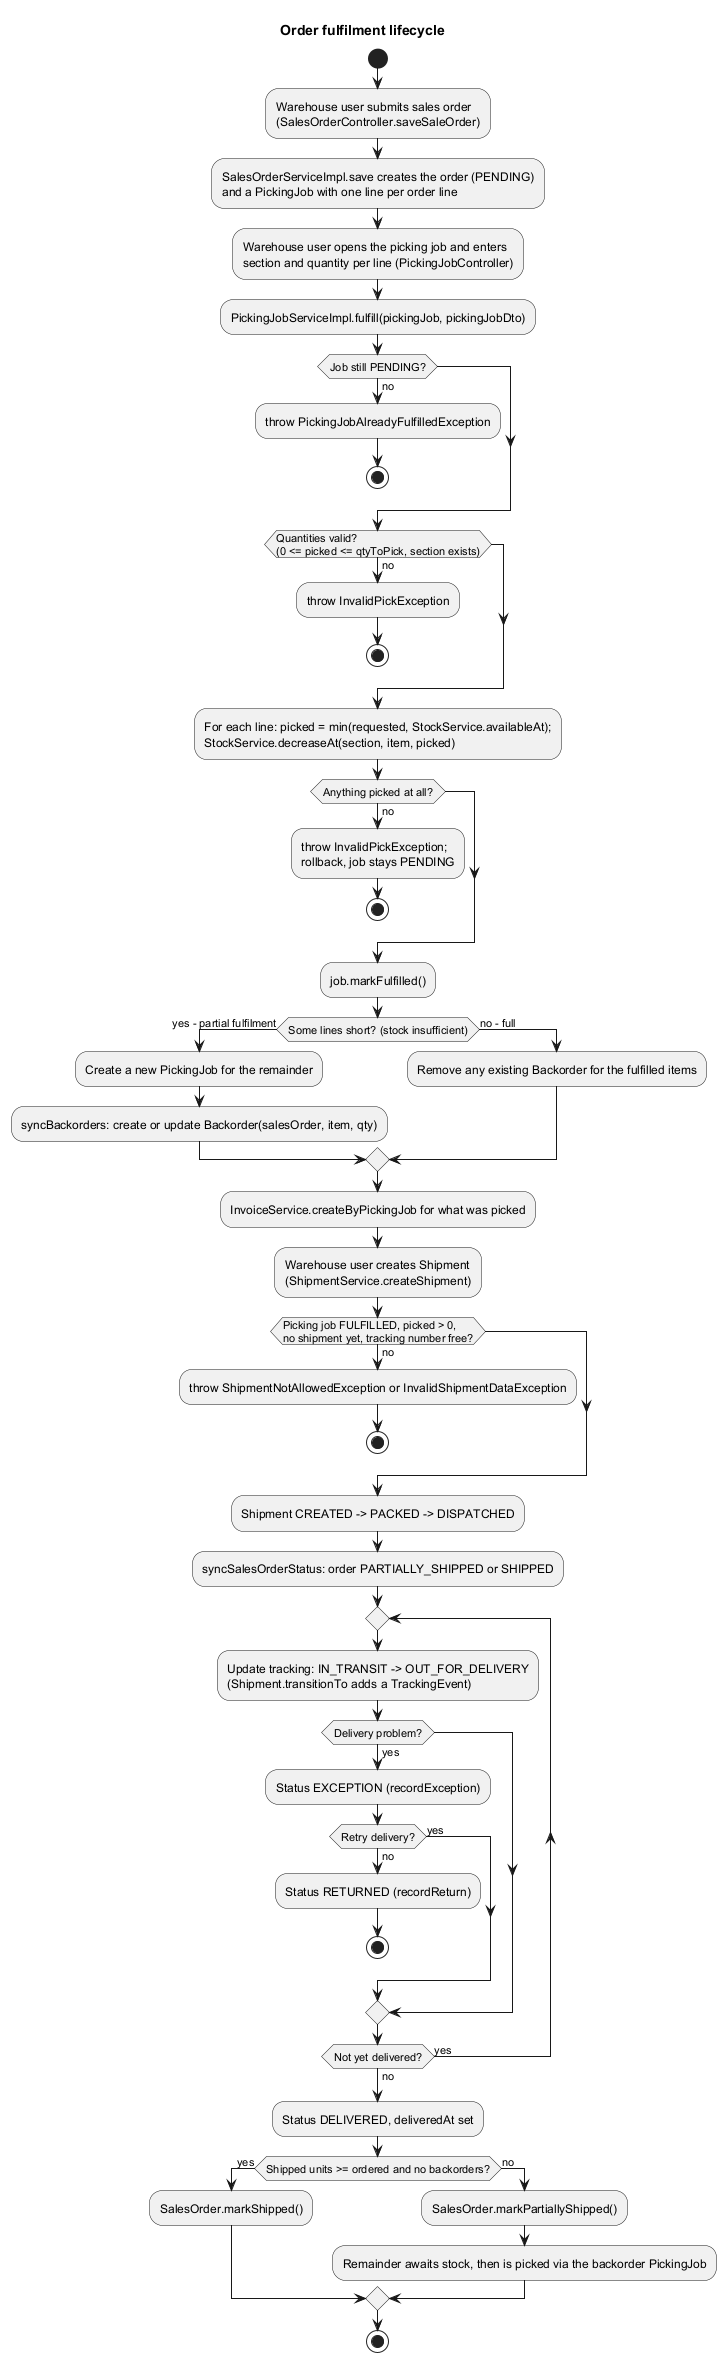 Order fulfilment lifecycle
Warehouse user submits sales order
(SalesOrderController.saveSaleOrder)
SalesOrderServiceImpl.save creates the order (PENDING)
and a PickingJob with one line per order line
Warehouse user opens the picking job and enters
section and quantity per line (PickingJobController)
PickingJobServiceImpl.fulfill(pickingJob, pickingJobDto)
Job still PENDING?
no
throw PickingJobAlreadyFulfilledException
Quantities valid?
(0 <= picked <= qtyToPick, section exists)
no
throw InvalidPickException
For each line: picked = min(requested, StockService.availableAt);
StockService.decreaseAt(section, item, picked)
Anything picked at all?
no
throw InvalidPickException;
rollback, job stays PENDING
job.markFulfilled()
yes - partial fulfilment
Some lines short? (stock insufficient)
no - full
Create a new PickingJob for the remainder
Remove any existing Backorder for the fulfilled items
syncBackorders: create or update Backorder(salesOrder, item, qty)
InvoiceService.createByPickingJob for what was picked
Warehouse user creates Shipment
(ShipmentService.createShipment)
Picking job FULFILLED, picked > 0,
no shipment yet, tracking number free?
no
throw ShipmentNotAllowedException or InvalidShipmentDataException
Shipment CREATED -> PACKED -> DISPATCHED
syncSalesOrderStatus: order PARTIALLY_SHIPPED or SHIPPED
Update tracking: IN_TRANSIT -> OUT_FOR_DELIVERY
(Shipment.transitionTo adds a TrackingEvent)
Delivery problem?
yes
Status EXCEPTION (recordException)
Retry delivery?
yes
no
Status RETURNED (recordReturn)
Not yet delivered?
yes
no
Status DELIVERED, deliveredAt set
yes
Shipped units >= ordered and no backorders?
no
SalesOrder.markShipped()
SalesOrder.markPartiallyShipped()
Remainder awaits stock, then is picked via the backorder PickingJob